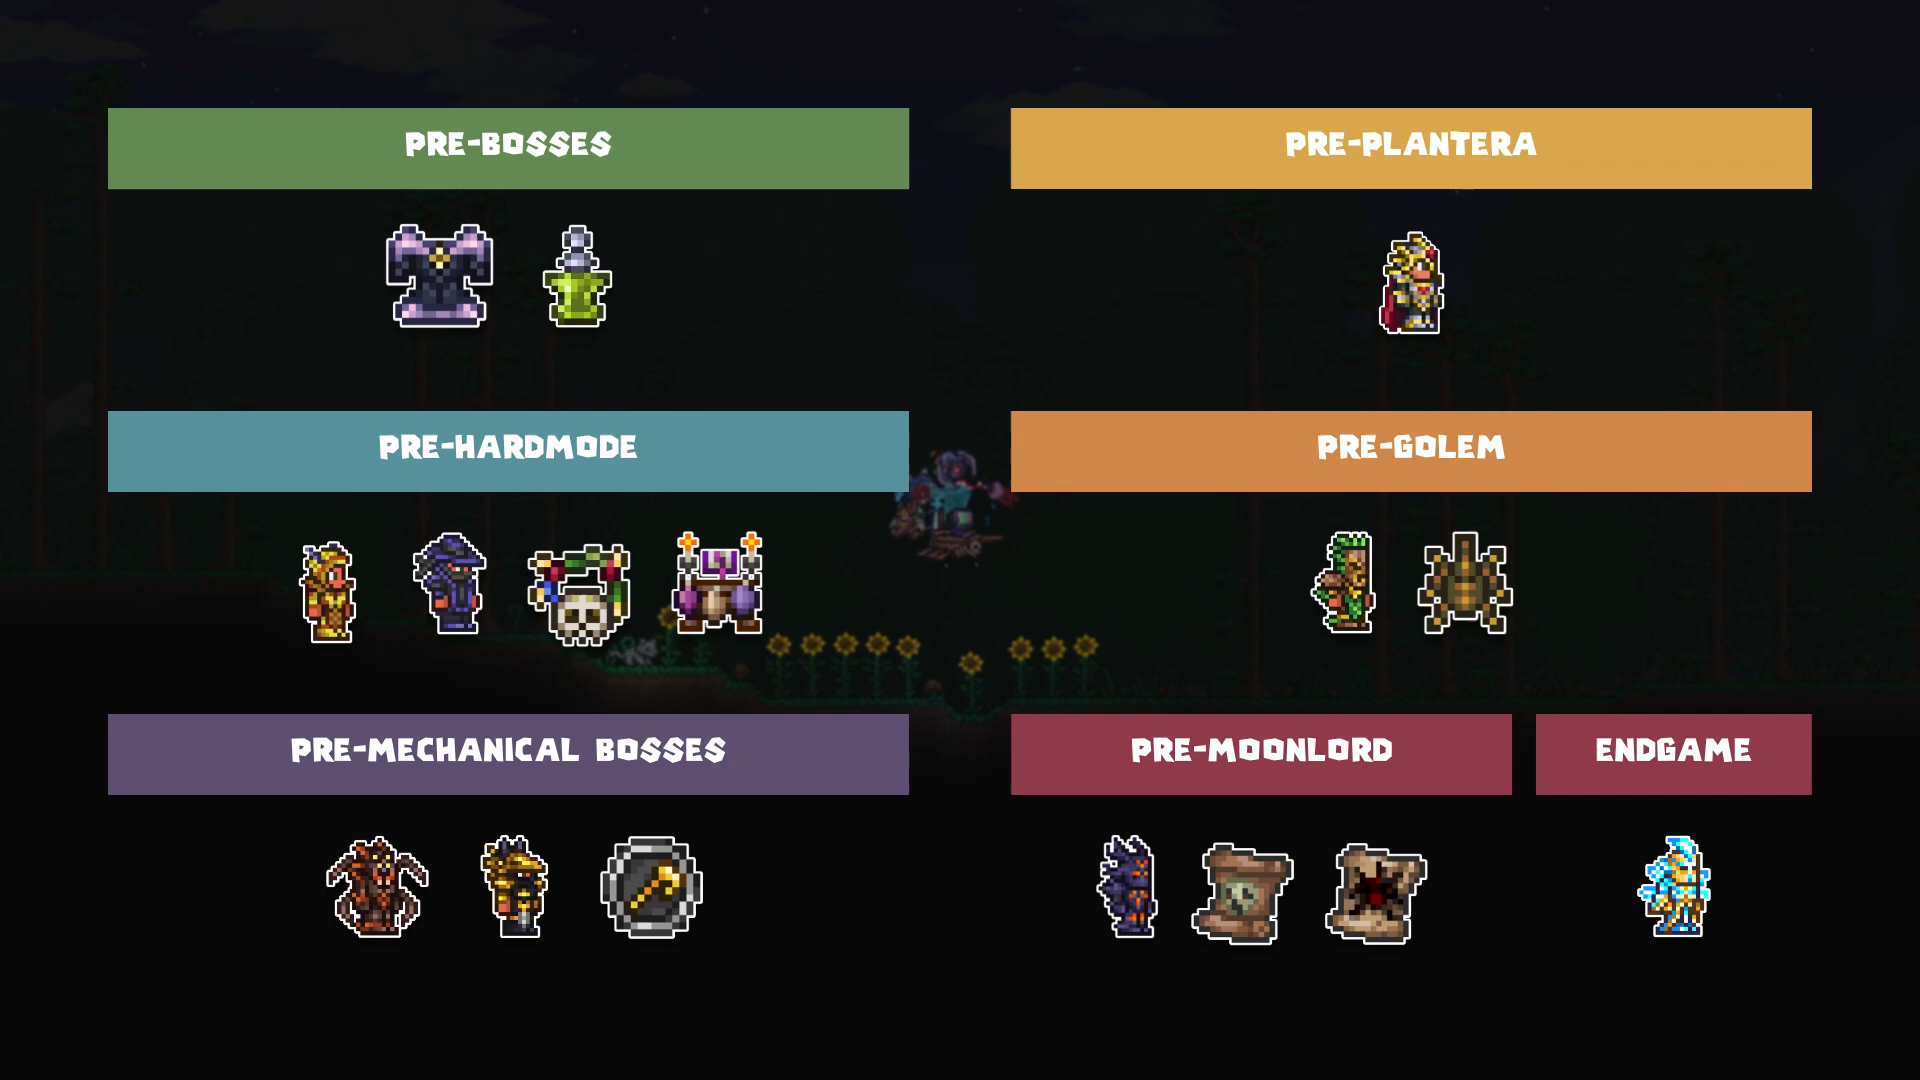 PRE-BOSSES
PRE-HARDMODE
PRE-MECHANICAL BOSSES
PRE-PLANTERA
PRE-GOLEM
PRE-MOONLORD
ENDGAME